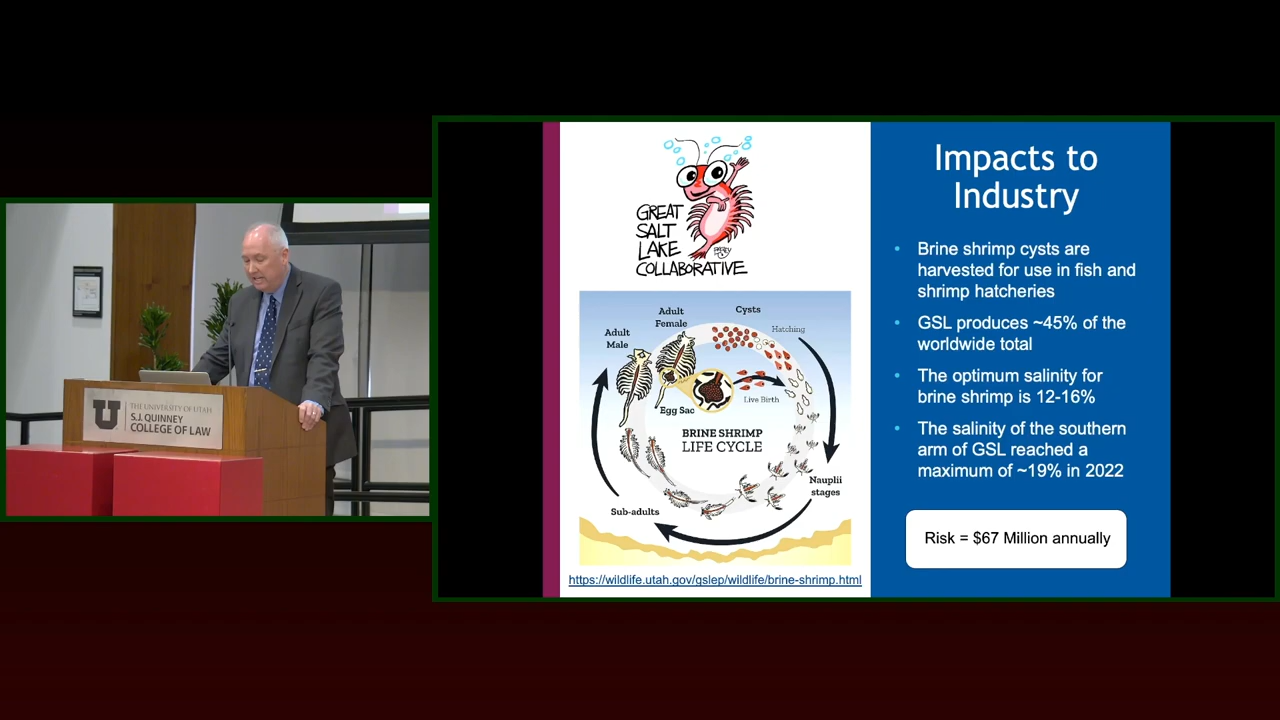 U
THE UNIVERSITY OF UTAH
S.J. QUINNEY
COLLEGE OF LAW
GREAT
SALT
LAKE
COLLABORATIVE
Adult
Female
Cysts
Hatching
Adult
Male
Egg Sac
Live Birth
BRINE SHRIMP
LIFE CYCLE
Nauplii
stages
Sub-adults
https://wildlife.utah.gov/gslep/wildlife/brine-shrimp.html
Impacts to
Industry
• Brine shrimp cysts are
harvested for use in fish and
shrimp hatcheries
• GSL produces ~45% of the
worldwide total
• The optimum salinity for
brine shrimp is 12-16%
• The salinity of the southern
arm of GSL reached a
maximum of ~19% in 2022
Risk = $67 Million annually